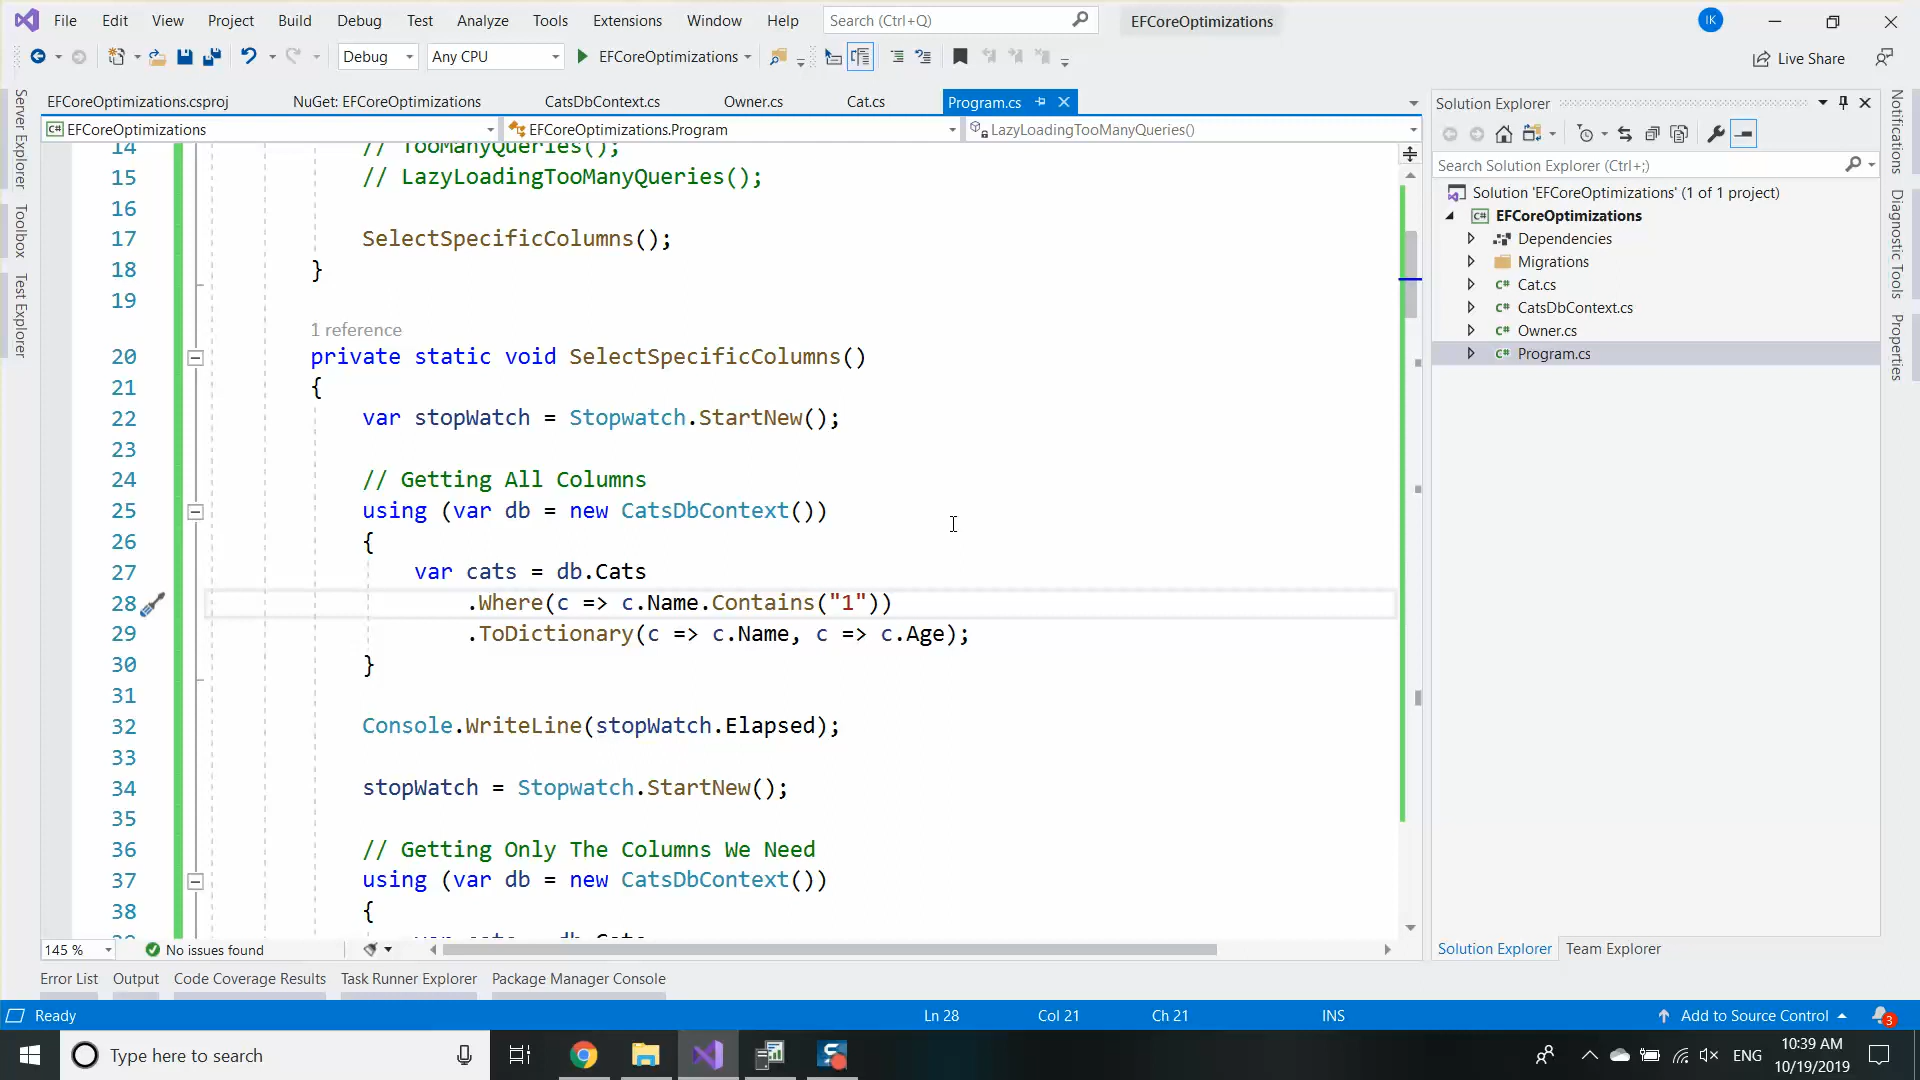 File Edit View Project Build Debug Test Analyze Tools Extensions Window Help Search (Ctrl+Q) EFCoreOptimizations IK
Debug Any CPU EFCoreOptimizations Live Share
EFCoreOptimizations.csproj NuGet: EFCoreOptimizations CatsDbContext.cs Owner.cs Cat.cs Program.cs
C# EFCoreOptimizations EFCoreOptimizations.Program LazyLoadingTooManyQueries()
14 // TooManyQueries();
15 // LazyLoadingTooManyQueries();
16
17 SelectSpecificColumns();
18 }
19
1 reference
20 private static void SelectSpecificColumns()
21 {
22 var stopWatch = Stopwatch.StartNew();
23
24 // Getting All Columns
25 using (var db = new CatsDbContext())
26 {
27 var cats = db.Cats
28 .Where(c => c.Name.Contains("1"))
29 .ToDictionary(c => c.Name, c => c.Age);
30 }
31
32 Console.WriteLine(stopWatch.Elapsed);
33
34 stopWatch = Stopwatch.StartNew();
35
36 // Getting Only The Columns We Need
37 using (var db = new CatsDbContext())
38 {
145 % No issues found
Server Explorer
Toolbox
Test Explorer
Solution Explorer
Search Solution Explorer (Ctrl+;)
Solution 'EFCoreOptimizations' (1 of 1 project)
C# EFCoreOptimizations
Dependencies
Migrations
C# Cat.cs
C# CatsDbContext.cs
C# Owner.cs
C# Program.cs
Solution Explorer Team Explorer
Notifications
Diagnostic Tools
Properties
Error List Output Code Coverage Results Task Runner Explorer Package Manager Console
Ready Ln 28 Col 21 Ch 21 INS Add to Source Control 3
Type here to search ENG 10:39 AM
10/19/2019